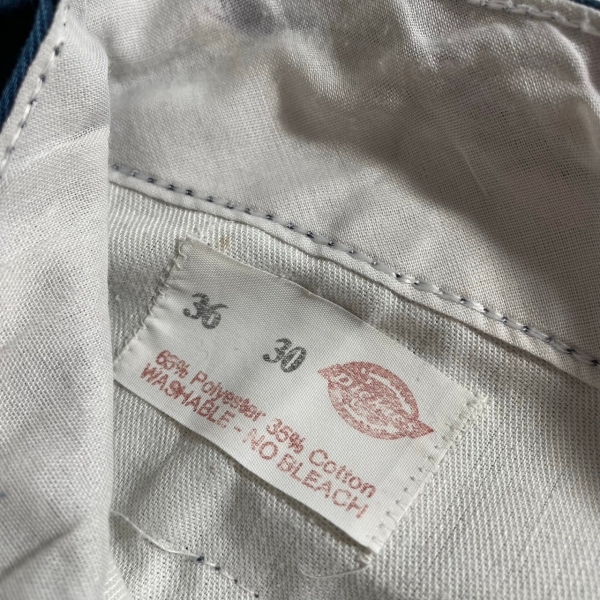 36 30
65% Polyester 35% Cotton
WASHABLE - NO BLEACH